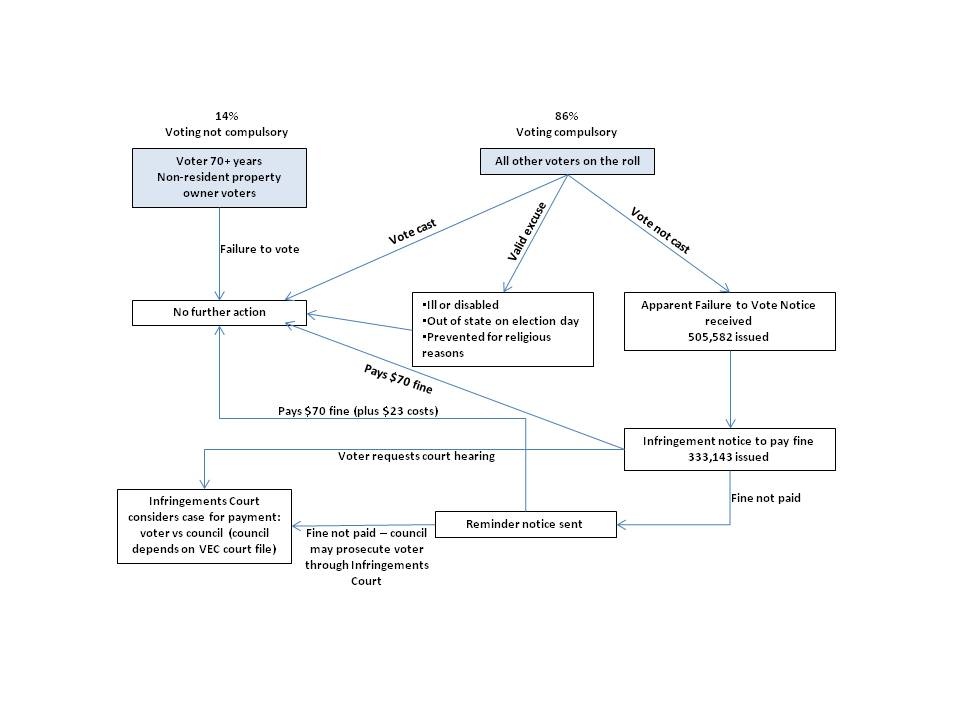 14%
Voting not compulsory
86%
Voting compulsory
Voter 70+ years
Non-resident property
owner voters
All other voters on the roll
Failure to vote
Vote cast
Valid excuse
Vote not cast
No further action
▪Ill or disabled
▪Out of state on election day
▪Prevented for religious
reasons
Apparent Failure to Vote Notice
received
505,582 issued
Pays $70 fine
Pays $70 fine (plus $23 costs)
Infringement notice to pay fine
333,143 issued
Voter requests court hearing
Fine not paid
Infringements Court
considers case for payment:
voter vs council (council
depends on VEC court file)
Reminder notice sent
Fine not paid – council
may prosecute voter
through Infringements
Court